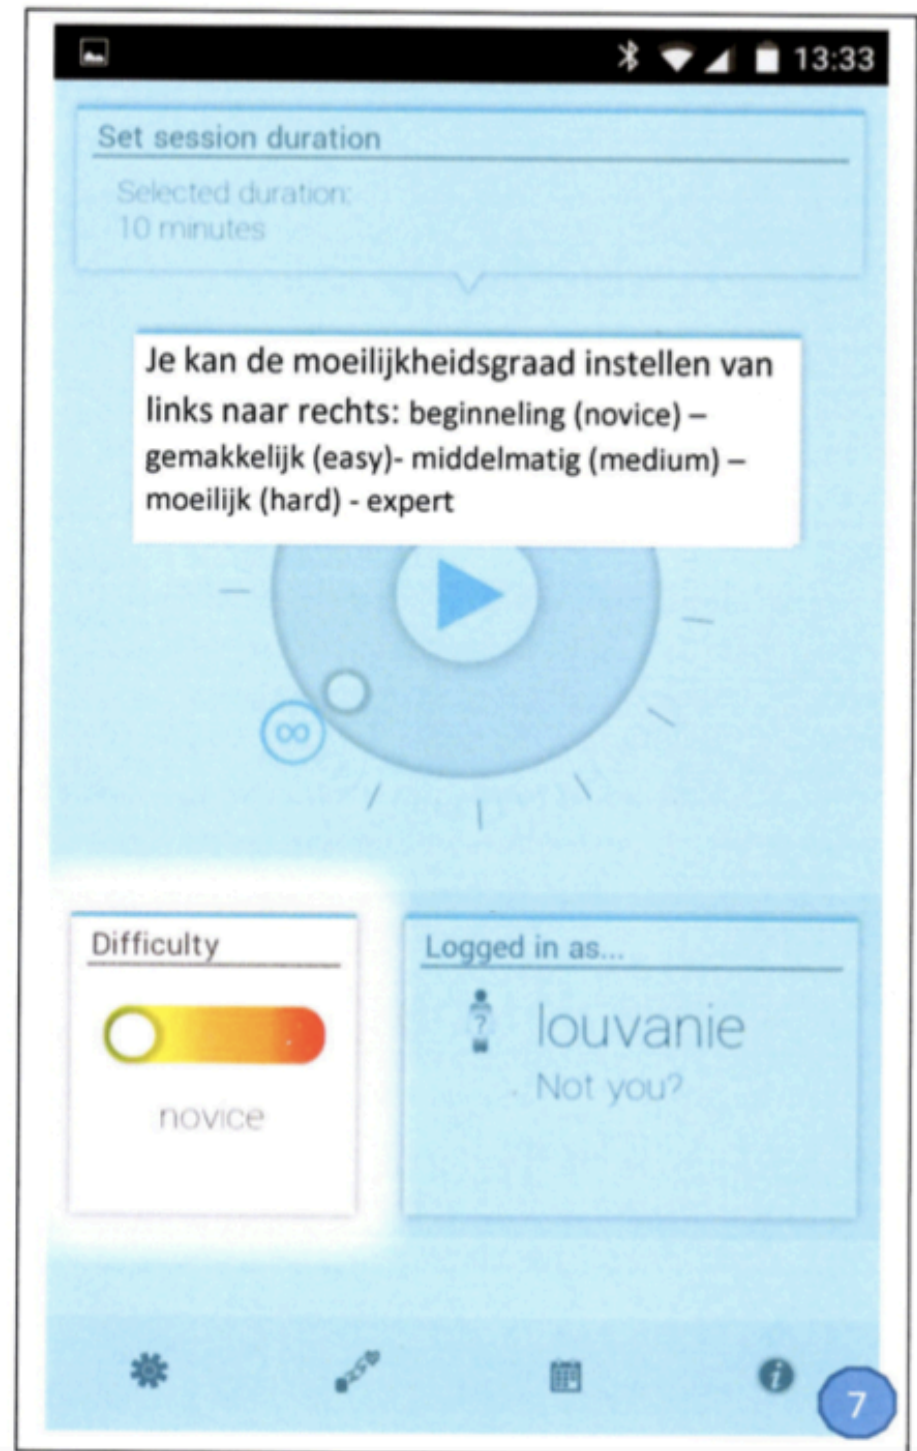 13:33
Set session duration
Selected duration:
10 minutes
Je kan de moeilijkheidsgraad instellen van
links naar rechts: beginneling (novice) –
gemakkelijk (easy)- middelmatig (medium) –
moeilijk (hard) - expert
∞
Difficulty
novice
Logged in as...
?
louvanie
Not you?
i
7